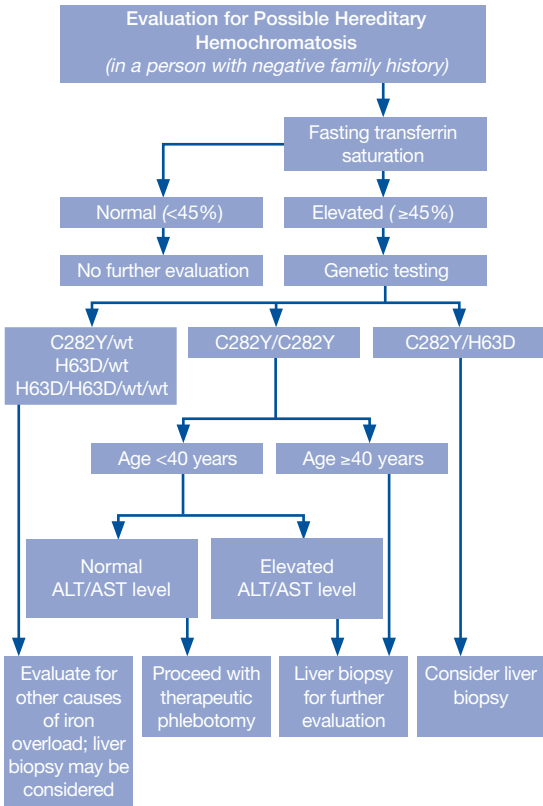 Evaluation for Possible Hereditary
Hemochromatosis
(in a person with negative family history)
Fasting transferrin
saturation
Normal (<45%)
Elevated ( ≥45%)
No further evaluation
Genetic testing
C282Y/wt
H63D/wt
H63D/H63D/wt/wt
C282Y/C282Y
C282Y/H63D
Age <40 years
Age ≥40 years
Normal
ALT/AST level
Elevated
ALT/AST level
Evaluate for
other causes
of iron
overload; liver
biopsy may be
considered
Proceed with
therapeutic
phlebotomy
Liver biopsy
for further
evaluation
Consider liver
biopsy